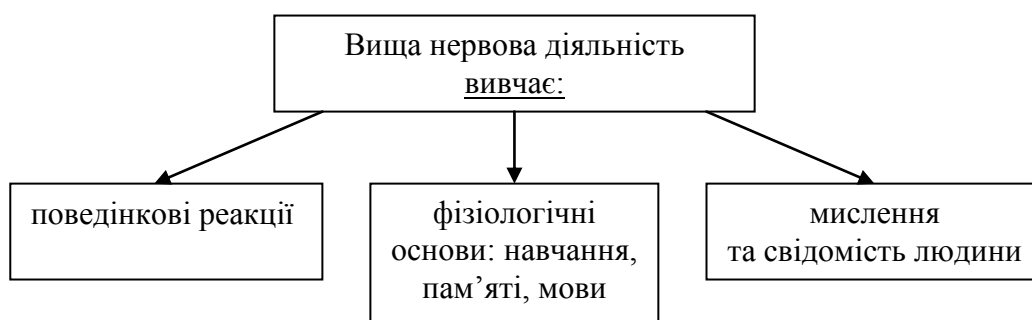 Вища нервова діяльність
вивчає:
поведінкові реакції
фізіологічні
основи: навчання,
пам’яті, мови
мислення
та свідомість людини